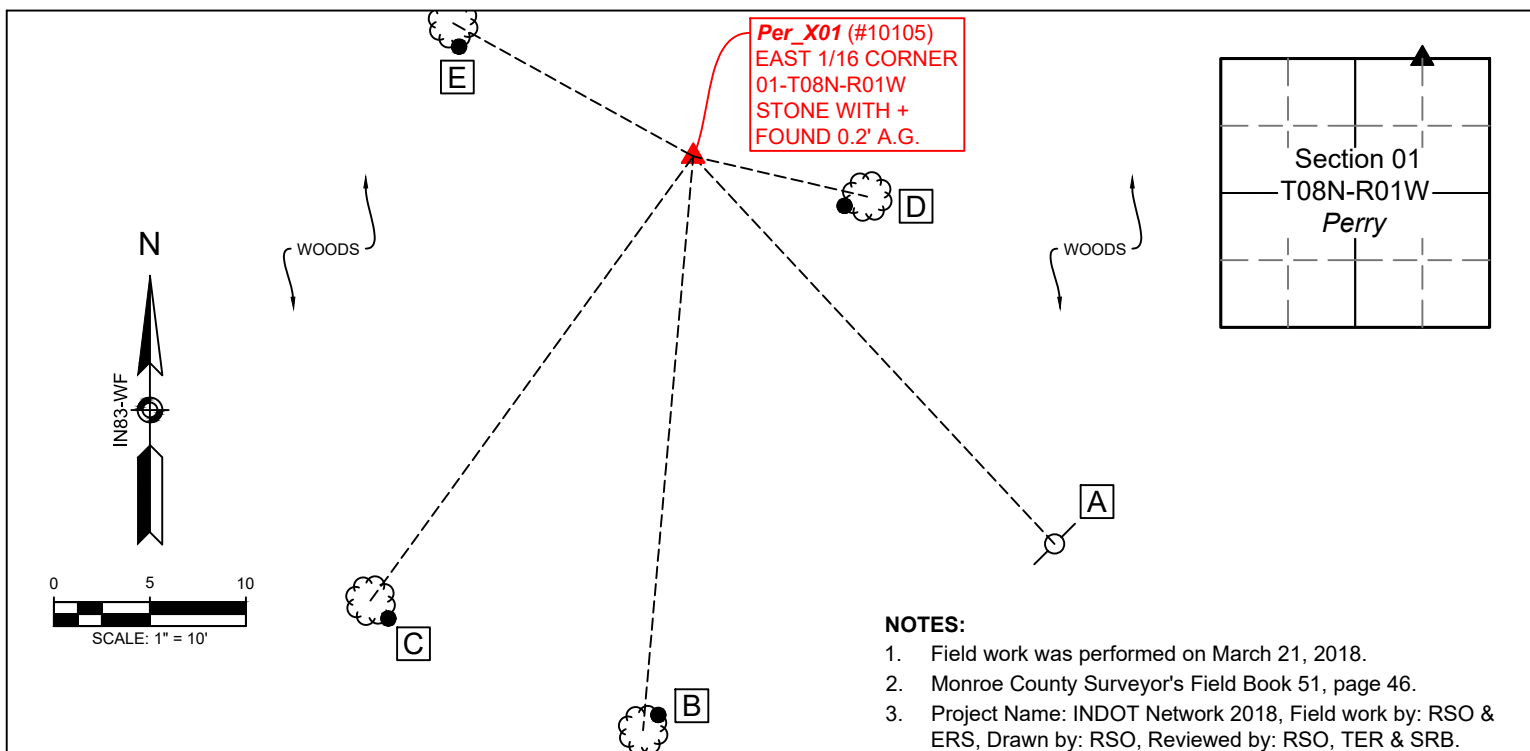 Per_X01 (#10105)
EAST 1/16 CORNER
01-T08N-R01W
STONE WITH +
FOUND 0.2' A.G.
E
D
Section 01
T08N-R01W
Perry
WOODS
WOODS
N
IN83-WF
A
0 5 10
SCALE: 1" = 10'
C
B
NOTES:
1. Field work was performed on March 21, 2018.
2. Monroe County Surveyor's Field Book 51, page 46.
3. Project Name: INDOT Network 2018, Field work by: RSO &
ERS, Drawn by: RSO, Reviewed by: RSO, TER & SRB.